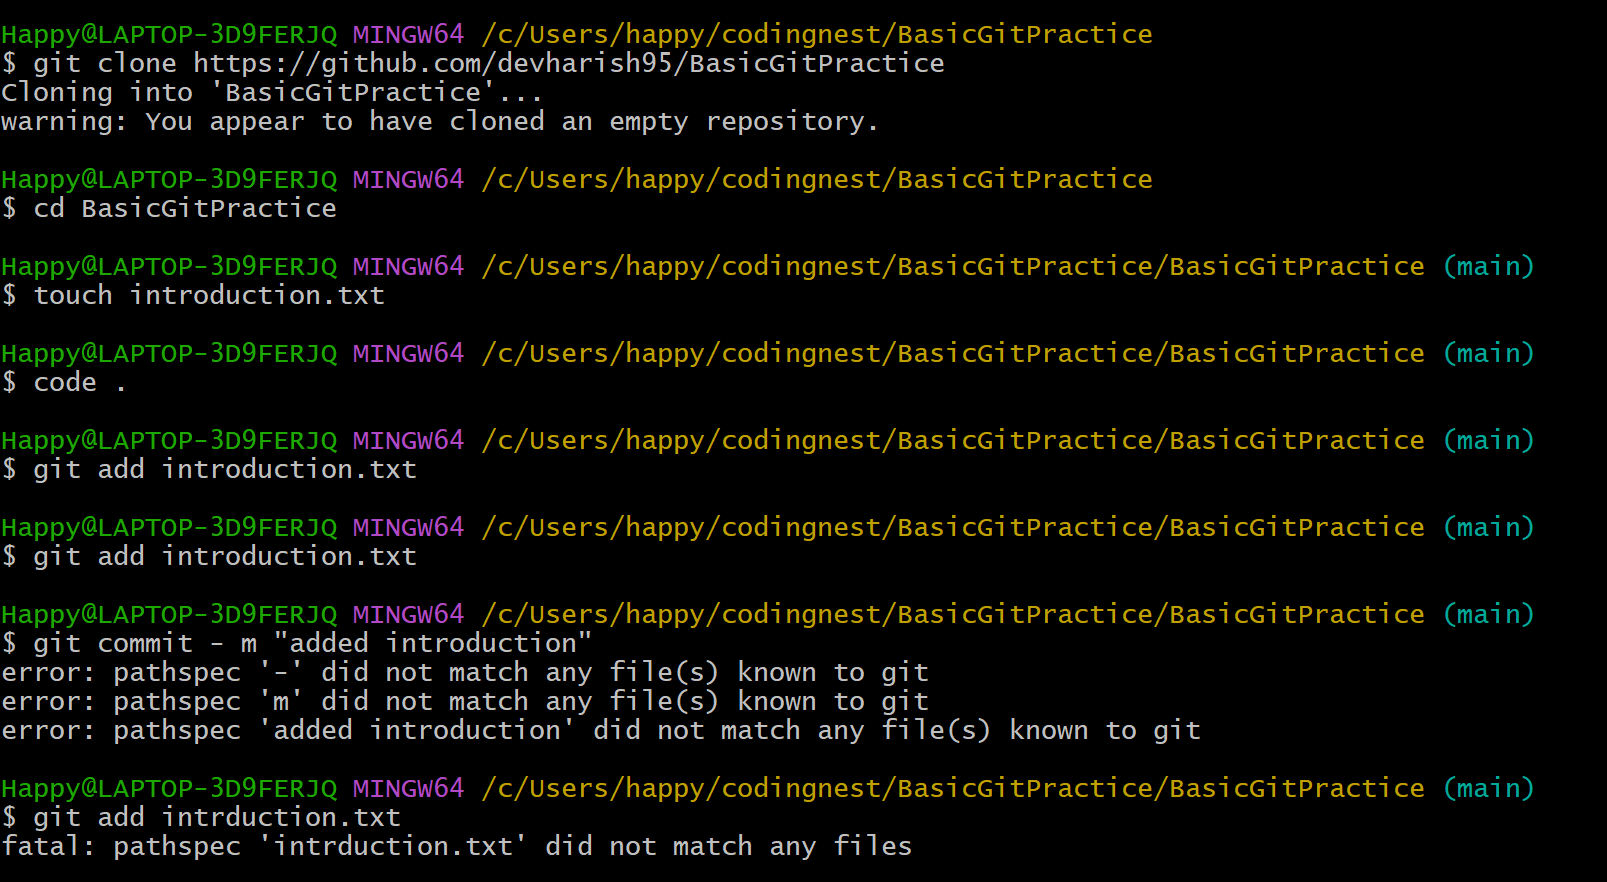 Happy@LAPTOP-3D9FERJQ MINGW64 /c/Users/happy/codingnest/BasicGitPractice
$ git clone https://github.com/devharish95/BasicGitPractice
Cloning into 'BasicGitPractice'...
warning: You appear to have cloned an empty repository.
Happy@LAPTOP-3D9FERJQ MINGW64 /c/Users/happy/codingnest/BasicGitPractice
$ cd BasicGitPractice
Happy@LAPTOP-3D9FERJQ MINGW64 /c/Users/happy/codingnest/BasicGitPractice/BasicGitPractice (main)
$ touch introduction.txt
Happy@LAPTOP-3D9FERJQ MINGW64 /c/Users/happy/codingnest/BasicGitPractice/BasicGitPractice (main)
$ code .
Happy@LAPTOP-3D9FERJQ MINGW64 /c/Users/happy/codingnest/BasicGitPractice/BasicGitPractice (main)
$ git add introduction.txt
Happy@LAPTOP-3D9FERJQ MINGW64 /c/Users/happy/codingnest/BasicGitPractice/BasicGitPractice (main)
$ git add introduction.txt
Happy@LAPTOP-3D9FERJQ MINGW64 /c/Users/happy/codingnest/BasicGitPractice/BasicGitPractice (main)
$ git commit - m "added introduction"
error: pathspec '-' did not match any file(s) known to git
error: pathspec 'm' did not match any file(s) known to git
error: pathspec 'added introduction' did not match any file(s) known to git
Happy@LAPTOP-3D9FERJQ MINGW64 /c/Users/happy/codingnest/BasicGitPractice/BasicGitPractice (main)
$ git add intrduction.txt
fatal: pathspec 'intrduction.txt' did not match any files